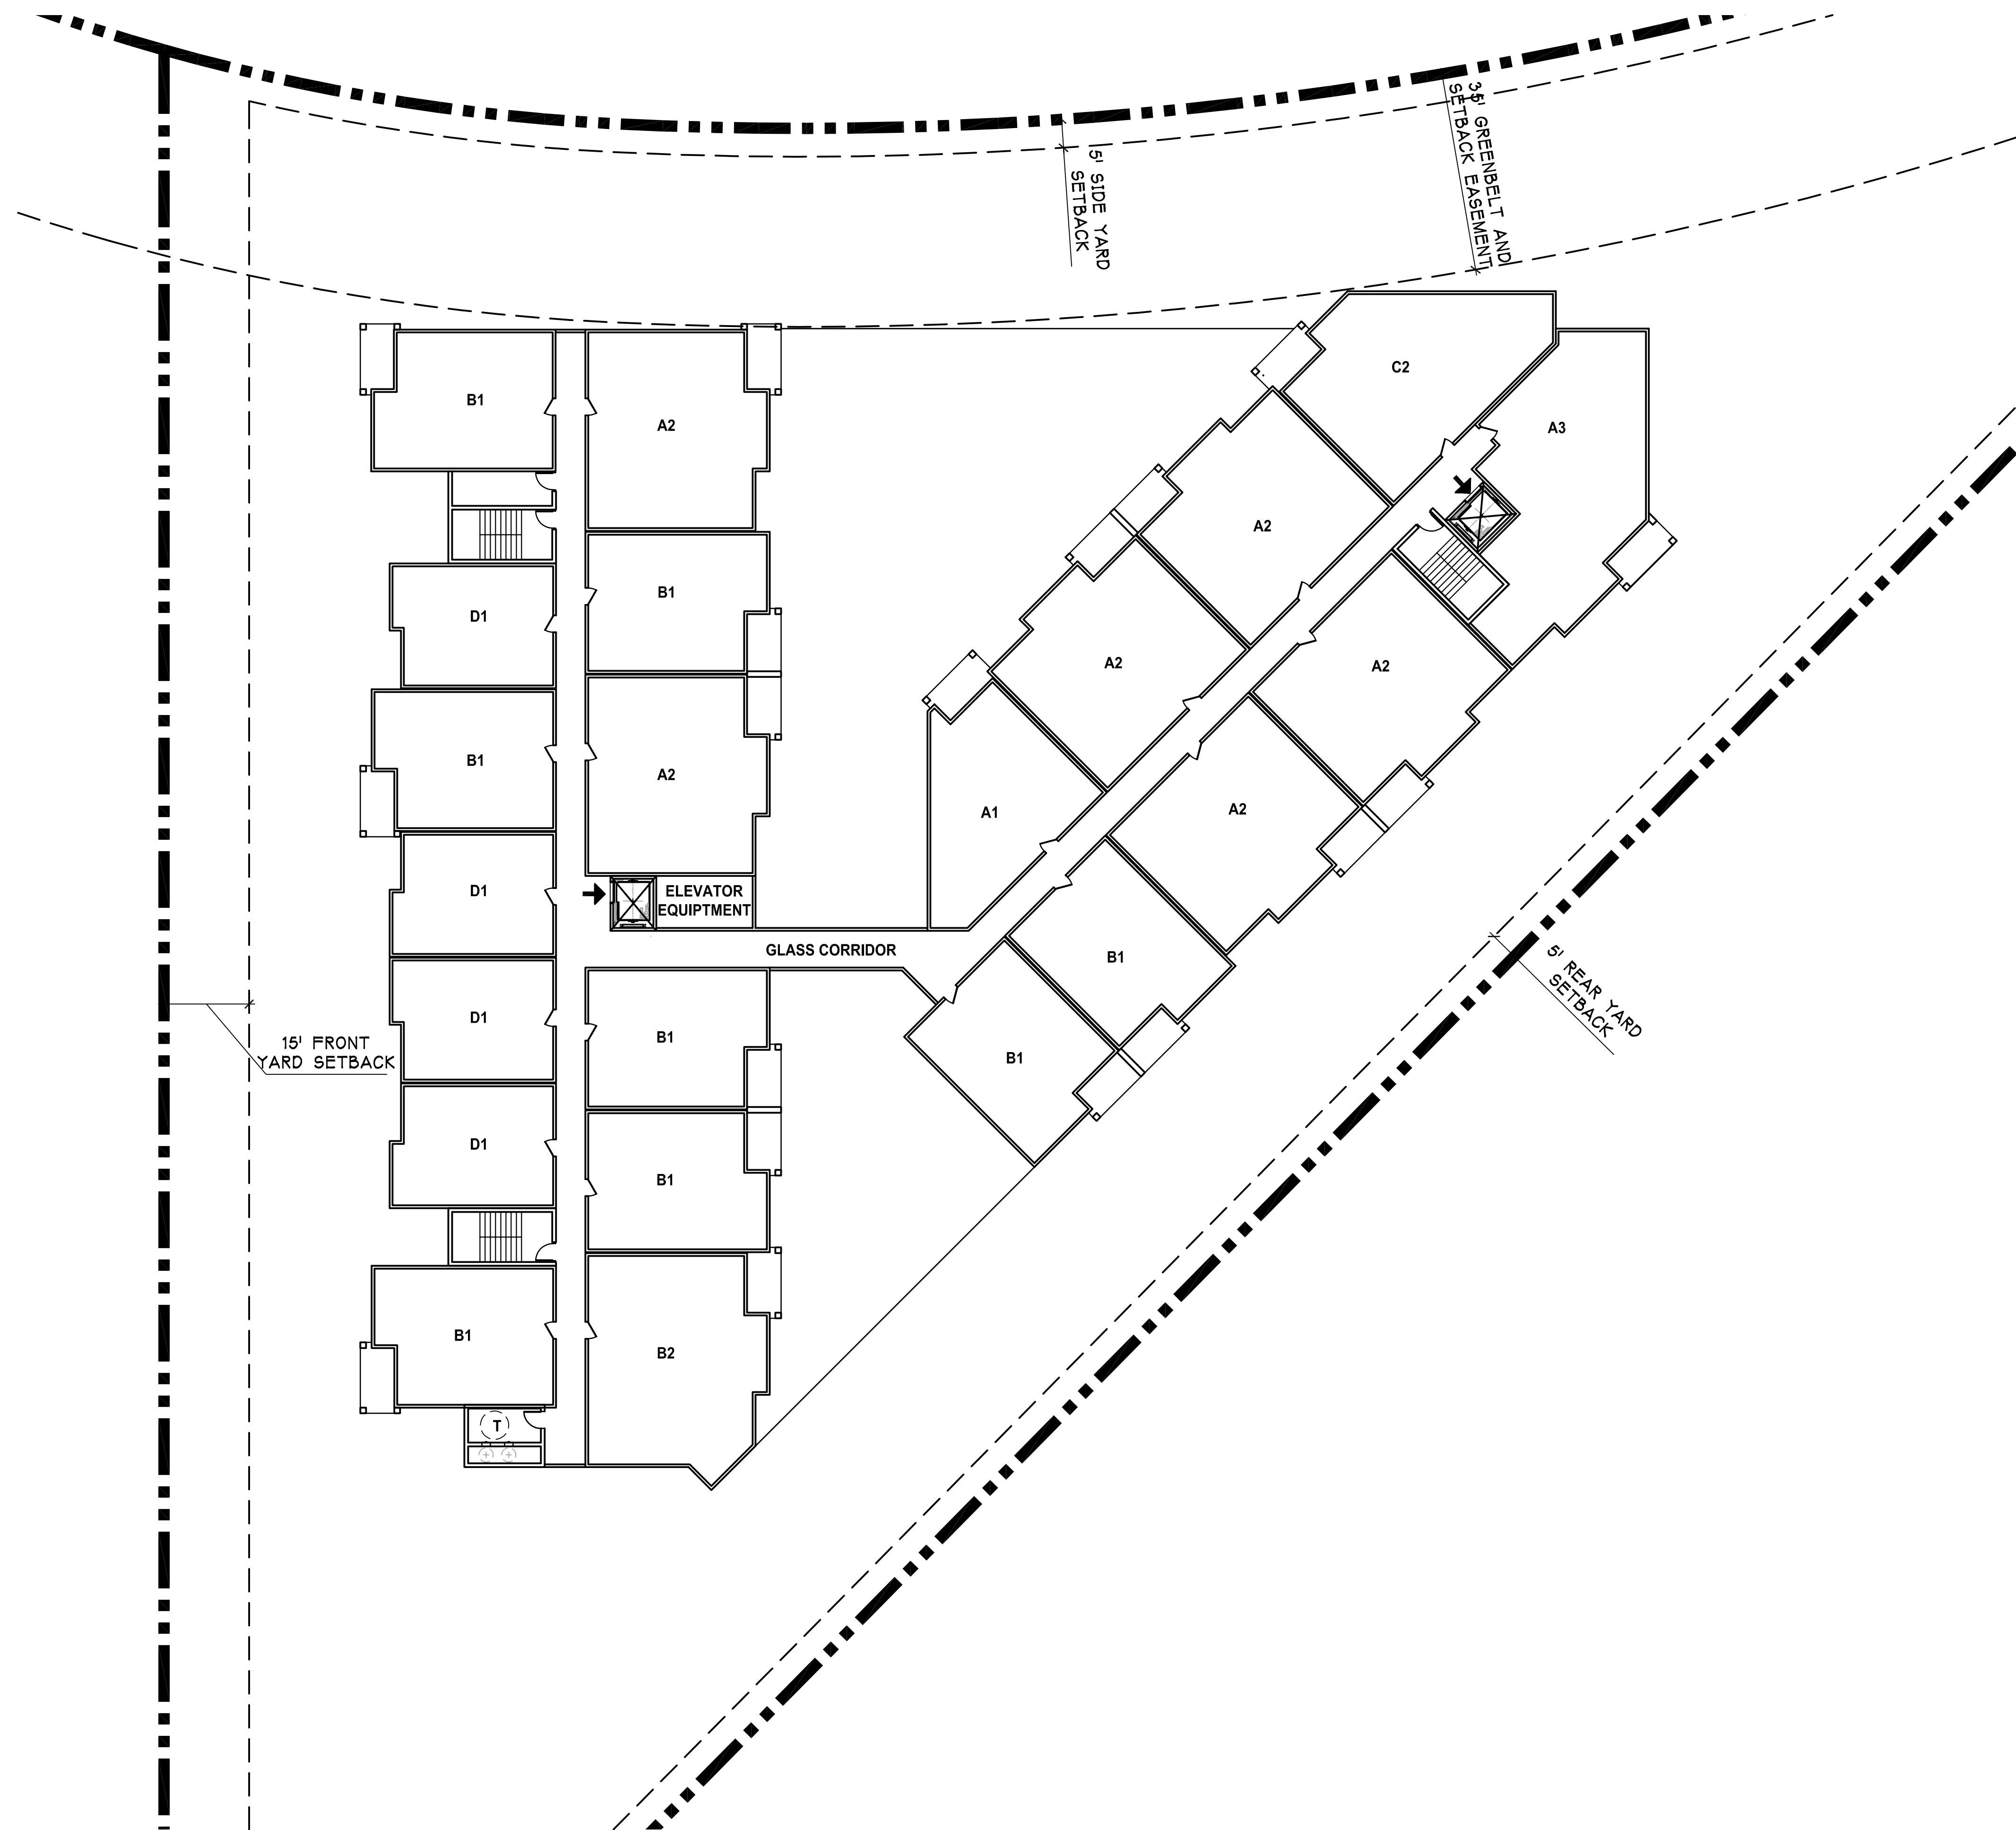 35' GREENBELT AND
SETBACK EASEMENT
5' SIDE YARD
SETBACK
C2
B1
A2
A3
A2
B1
D1
A2
A2
B1
A2
A1
A2
D1
ELEVATOR
EQUIPTMENT
GLASS CORRIDOR
B1
5' REAR YARD
SETBACK
D1
B1
15' FRONT
YARD SETBACK
B1
D1
B1
B1
B2
T